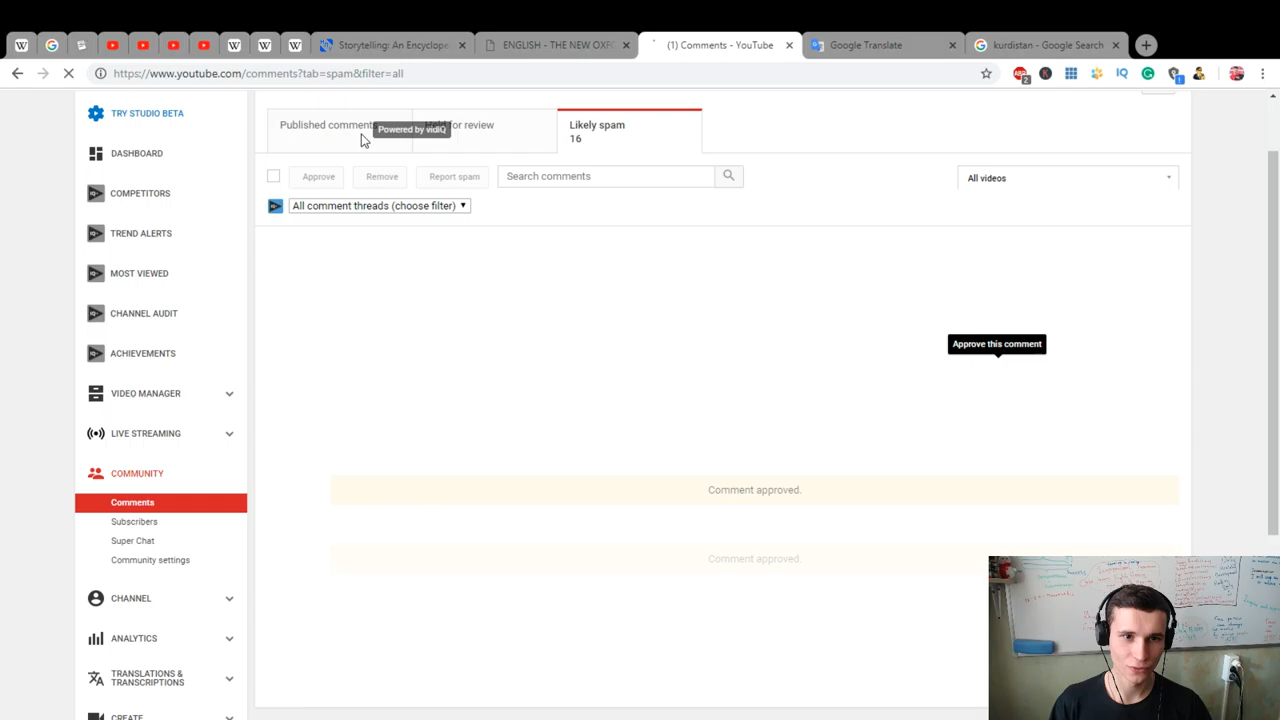 Storytelling: An Encyclope
ENGLISH - THE NEW OXFO
(1) Comments - YouTube
Google Translate
kurdistan - Google Search
https://www.youtube.com/comments?tab=spam&filter=all
TRY STUDIO BETA
DASHBOARD
COMPETITORS
TREND ALERTS
MOST VIEWED
CHANNEL AUDIT
ACHIEVEMENTS
VIDEO MANAGER
LIVE STREAMING
COMMUNITY
Comments
Subscribers
Super Chat
Community settings
CHANNEL
ANALYTICS
TRANSLATIONS &
TRANSCRIPTIONS
CREATE
Published comments
Powered by vidIQ
for review
Likely spam
16
Approve
Remove
Report spam
Search comments
All videos
All comment threads (choose filter)
Approve this comment
Comment approved.
Comment approved.